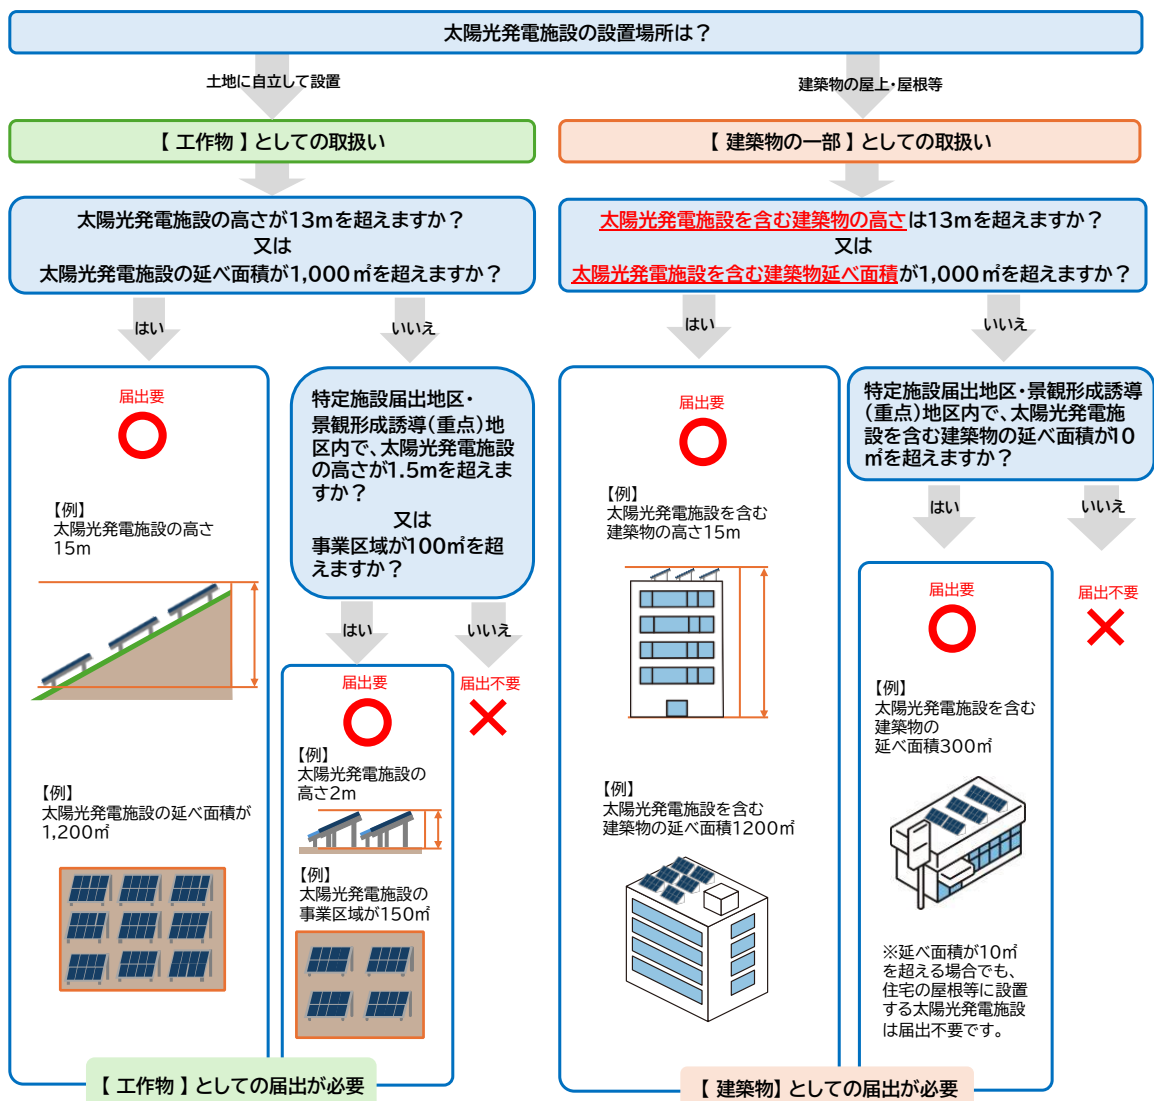 太陽光発電施設の設置場所は？
土地に自立して設置
建築物の屋上・屋根等
【 工作物 】としての取扱い
【 建築物の一部 】としての取扱い
太陽光発電施設の高さが13mを超えますか？
又は
太陽光発電施設の延べ面積が1,000㎡を超えますか？
太陽光発電施設を含む建築物の高さは13mを超えますか？
又は
太陽光発電施設を含む建築物延べ面積が1,000㎡を超えますか？
はい
いいえ
はい
いいえ
届出要
【例】
太陽光発電施設の高さ
15m
【例】
太陽光発電施設の延べ面積が
1,200㎡
特定施設届出地区・
景観形成誘導（重点）地
区内で、太陽光発電施設
の高さが1.5mを超えま
すか？
又は
事業区域が100㎡を超
えますか？
はい
いいえ
届出要
届出不要
【例】
太陽光発電施設の
高さ2m
【例】
太陽光発電施設の
事業区域が150㎡
【 工作物 】としての届出が必要
届出要
【例】
太陽光発電施設を含む
建築物の高さ15m
【例】
太陽光発電施設を含む
建築物の延べ面積1200㎡
特定施設届出地区・景観形成誘導
（重点）地区内で、太陽光発電施
設を含む建築物の延べ面積が10
㎡を超えますか？
はい
いいえ
届出要
届出不要
【例】
太陽光発電施設を含む
建築物の
延べ面積300㎡
※延べ面積が10㎡
を超える場合でも、
住宅の屋根等に設置
する太陽光発電施設
は届出不要です。
【 建築物】としての届出が必要